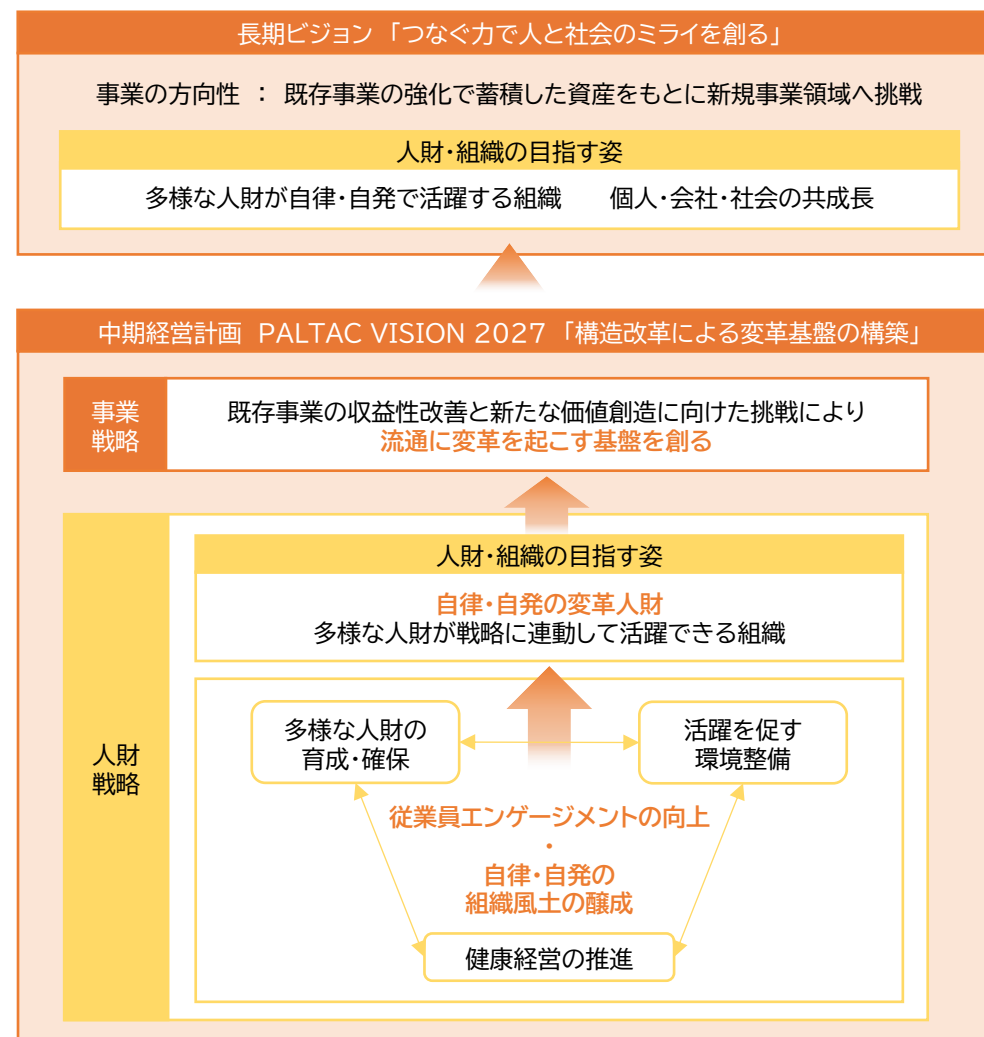 長期ビジョン「つなぐ力で人と社会のミライを創る」
事業の方向性 ： 既存事業の強化で蓄積した資産をもとに新規事業領域へ挑戦
人財・組織の目指す姿
多様な人財が自律・自発で活躍する組織　　個人・会社・社会の共成長
中期経営計画 PALTAC VISION 2027「構造改革による変革基盤の構築」
事業
戦略
既存事業の収益性改善と新たな価値創造に向けた挑戦により
流通に変革を起こす基盤を創る
人財
戦略
人財・組織の目指す姿
自律・自発の変革人財
多様な人財が戦略に連動して活躍できる組織
多様な人財の
育成・確保
活躍を促す
環境整備
従業員エンゲージメントの向上
・
自律・自発の
組織風土の醸成
健康経営の推進